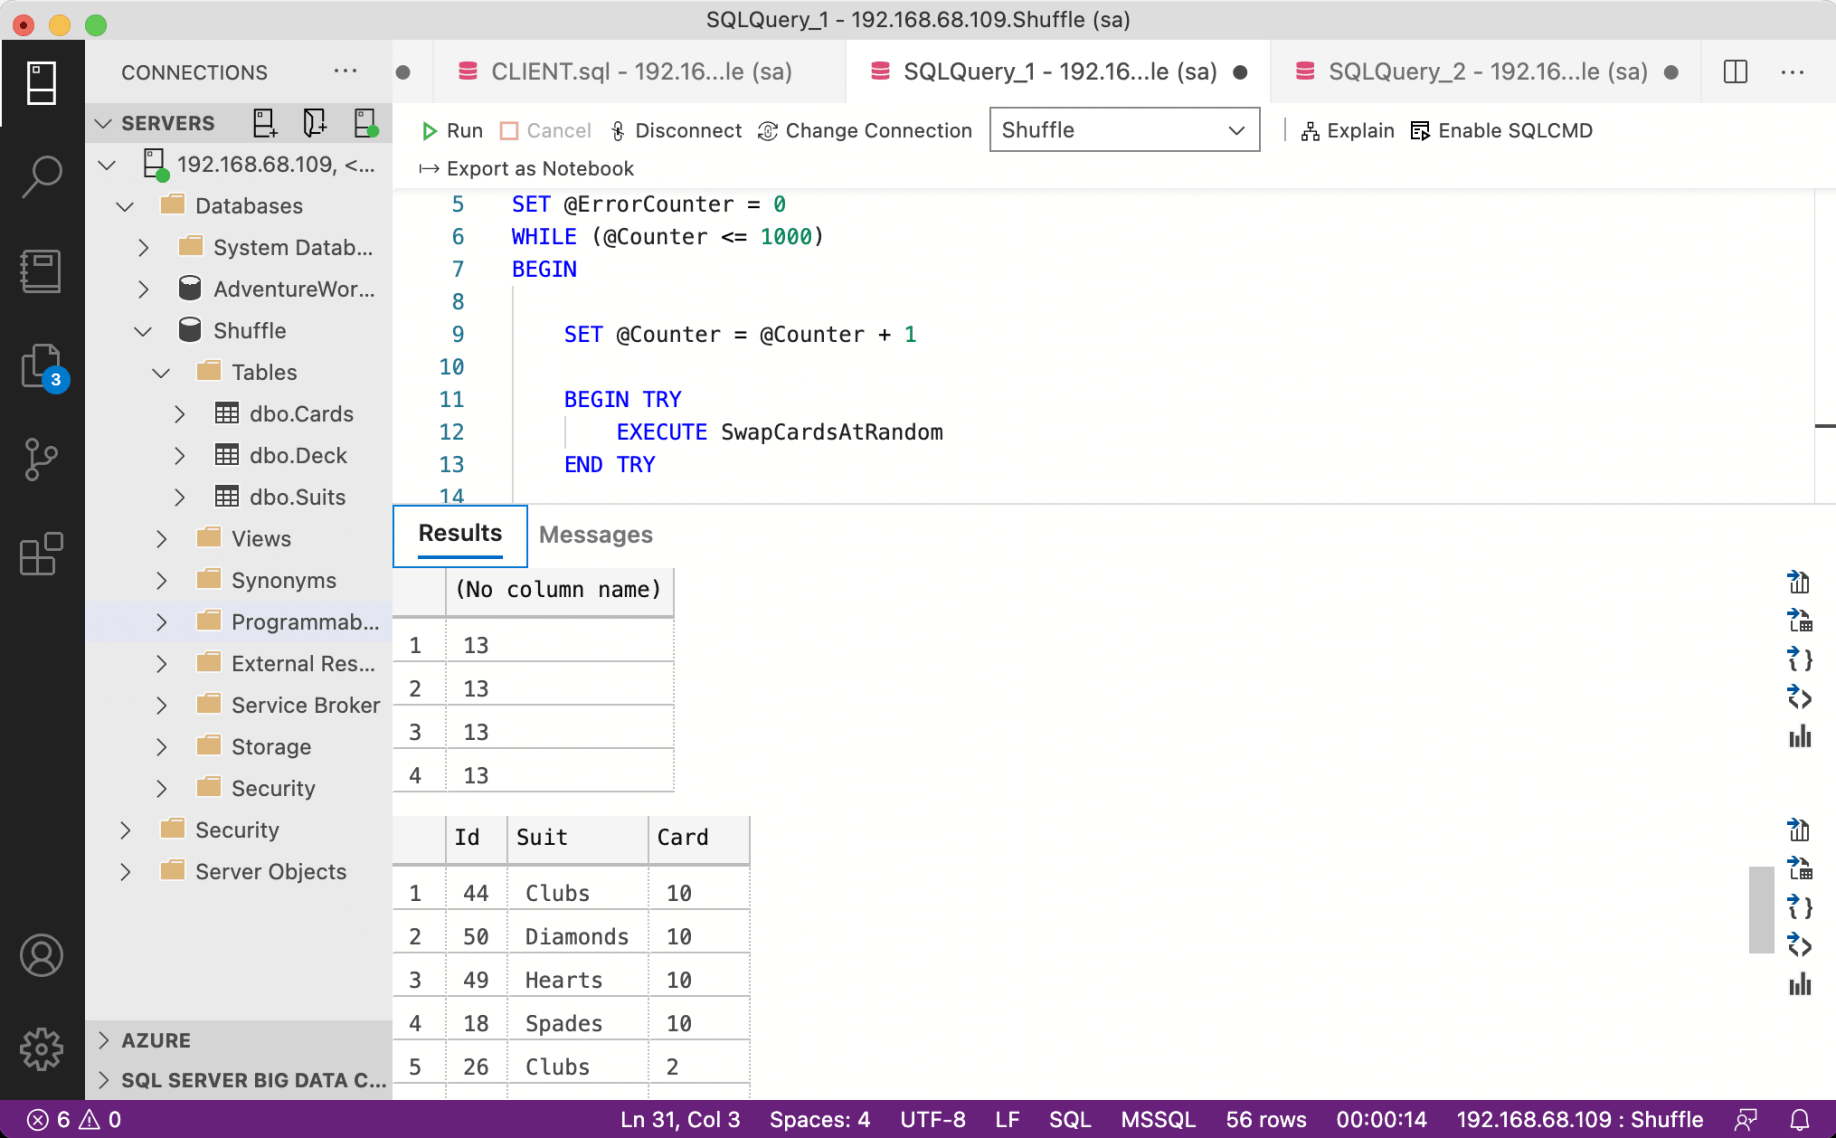 SQLQuery_1 - 192.168.68.109.Shuffle (sa)
CONNECTIONS
CLIENT.sql - 192.16...le (sa)
SQLQuery_1 - 192.16...le (sa)
SQLQuery_2 - 192.16...le (sa)
SERVERS
Run
Cancel
Disconnect
Change Connection
Shuffle
Explain
Enable SQLCMD
Export as Notebook
192.168.68.109, <...
Databases
System Datab...
AdventureWor...
Shuffle
Tables
dbo.Cards
dbo.Deck
dbo.Suits
Views
Synonyms
Programmab...
External Res...
Service Broker
Storage
Security
Security
Server Objects
3
AZURE
SQL SERVER BIG DATA C...
5 SET @ErrorCounter = 0
6 WHILE (@Counter <= 1000)
7 BEGIN
8
9 SET @Counter = @Counter + 1
10
11 BEGIN TRY
12 EXECUTE SwapCardsAtRandom
13 END TRY
14
Results
Messages
(No column name)
1 13
2 13
3 13
4 13
Id Suit Card
1 44 Clubs 10
2 50 Diamonds 10
3 49 Hearts 10
4 18 Spades 10
5 26 Clubs 2
6 0
Ln 31, Col 3
Spaces: 4
UTF-8
LF
SQL
MSSQL
56 rows
00:00:14
192.168.68.109 : Shuffle